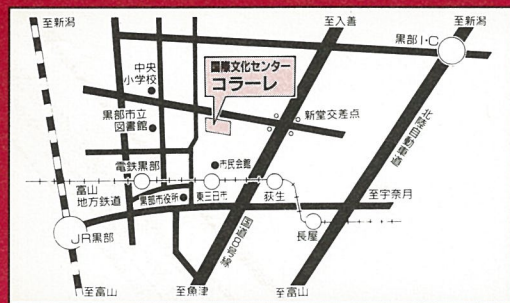 至新潟
至入善
至新潟
黒部I・C
中央
小学校
国際文化センター
コラーレ
黒部市立
図書館
新堂交差点
北陸自動車道
電鉄黒部
市民会館
富山
地方鉄道
黒部市役所
東三日市
荻生
至宇奈月
国道8号線
長屋
JR黒部
至富山
至魚津
至富山